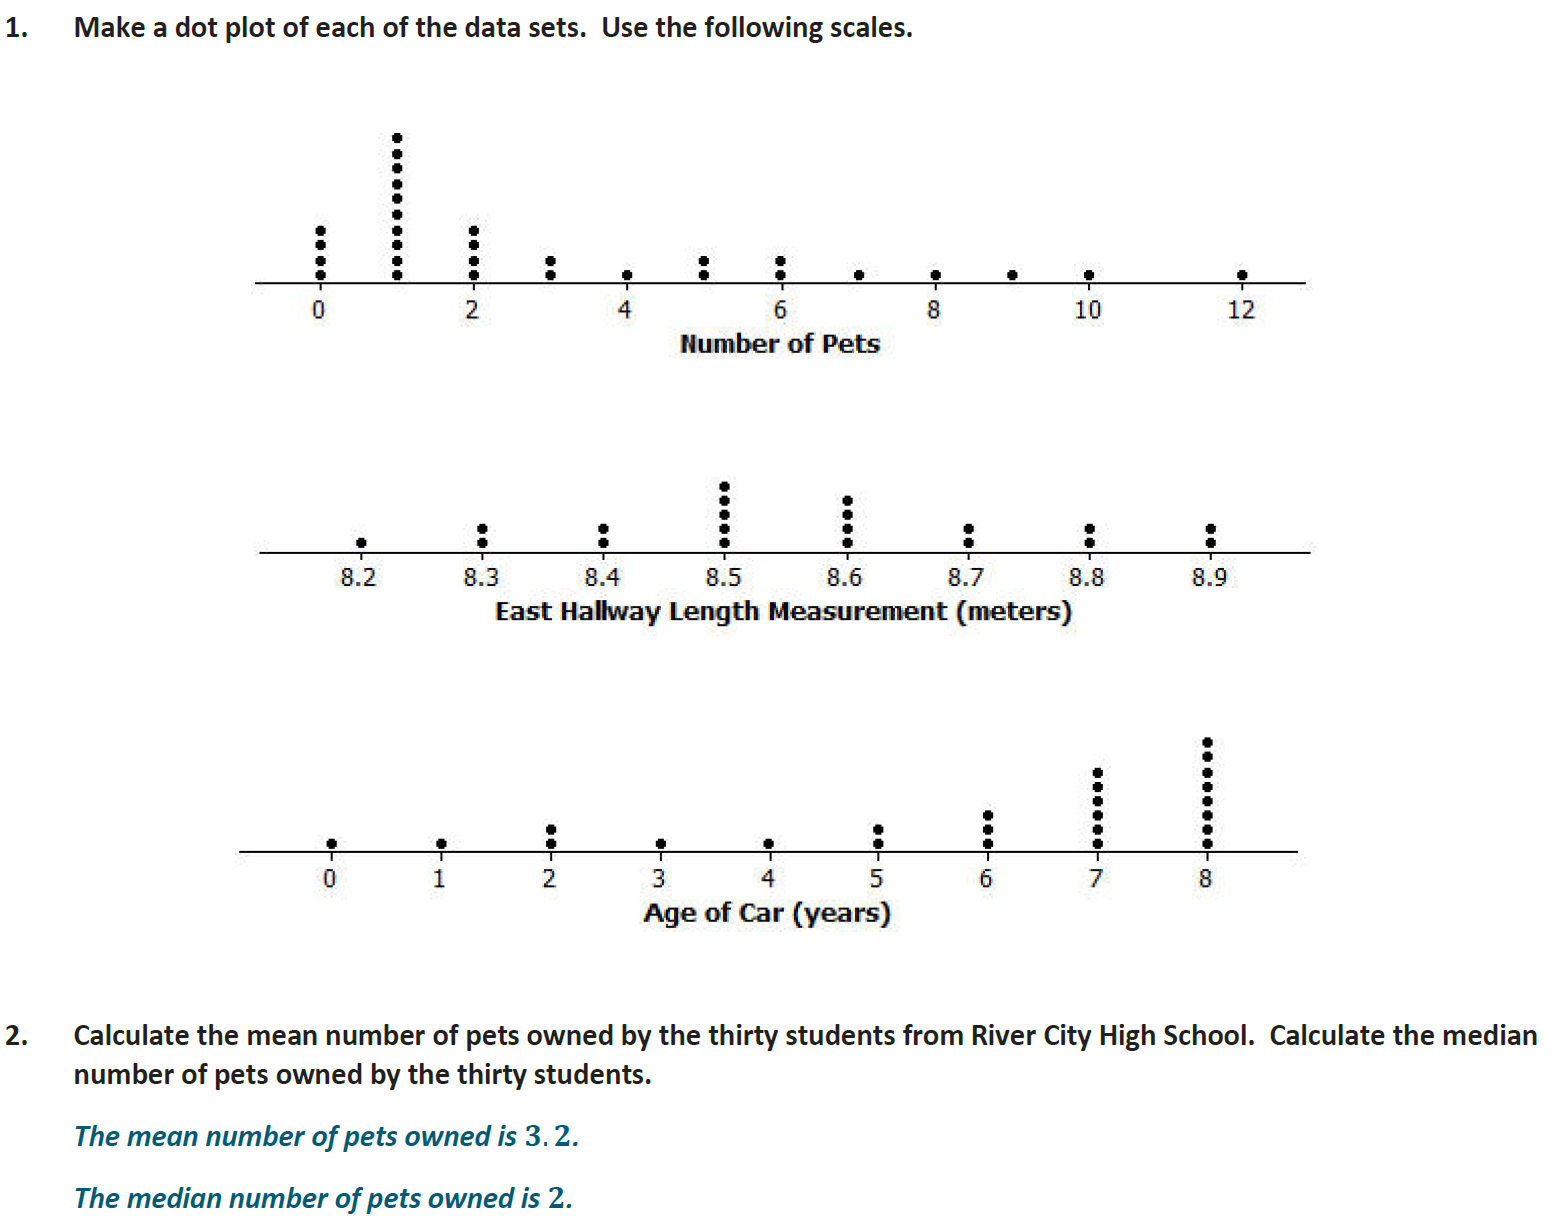 1. Make a dot plot of each of the data sets. Use the following scales.
0 2 4 6 8 10 12
Number of Pets
8.2 8.3 8.4 8.5 8.6 8.7 8.8 8.9
East Hallway Length Measurement (meters)
0 1 2 3 4 5 6 7 8
Age of Car (years)
2. Calculate the mean number of pets owned by the thirty students from River City High School. Calculate the median
number of pets owned by the thirty students.
The mean number of pets owned is 3.2.
The median number of pets owned is 2.